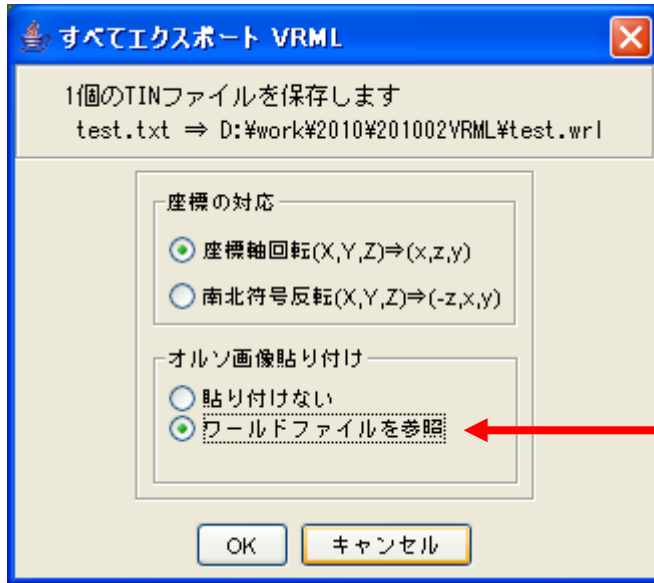 すべてエクスポート VRML
1個のTINファイルを保存します
test.txt ⇒ D:¥work¥2010¥201002VRML¥test.wrl
座標の対応
座標軸回転(X,Y,Z)⇒(x,z,y)
南北符号反転(X,Y,Z)⇒(-z,x,y)
オルソ画像貼り付け
貼り付けない
ワールドファイルを参照
OK キャンセル